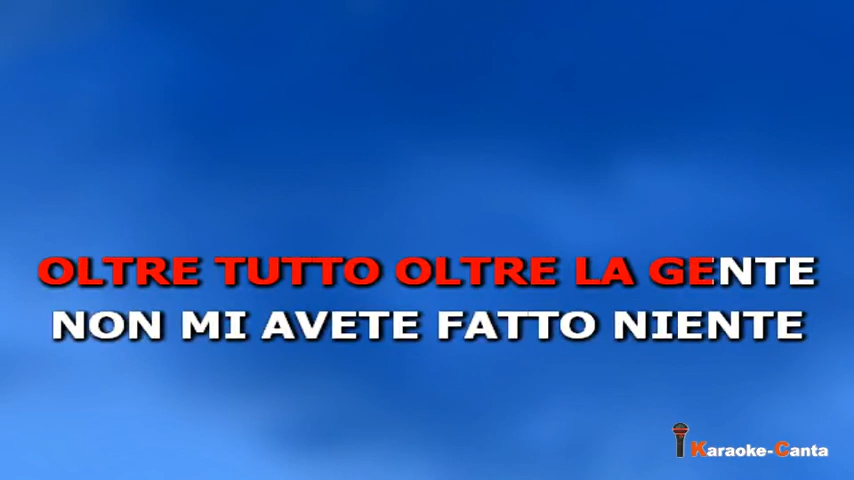 OLTRE TUTTO OLTRE LA GENTE
NON MI AVETE FATTO NIENTE
Karaoke-Canta